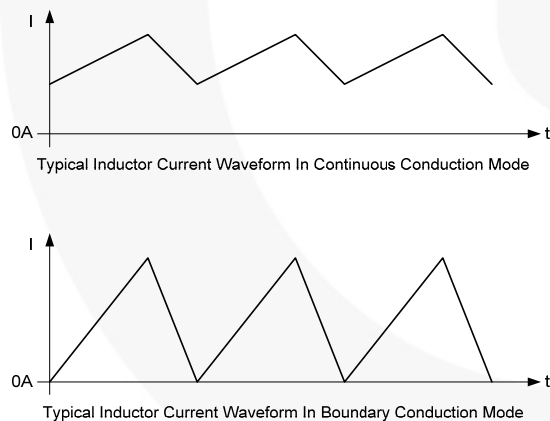 I
0A
t
Typical Inductor Current Waveform In Continuous Conduction Mode
I
0A
t
Typical Inductor Current Waveform In Boundary Conduction Mode